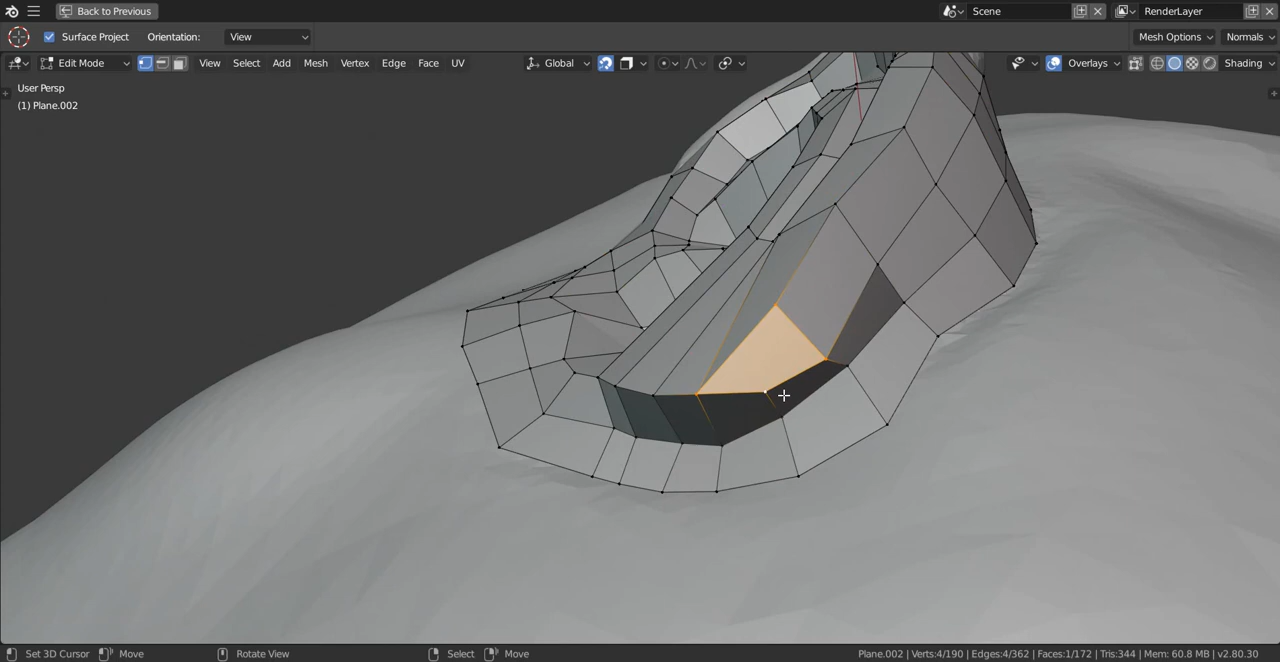 Back to Previous
Scene
RenderLayer
Surface Project
Orientation:
View
Mesh Options
Normals
Edit Mode
View
Select
Add
Mesh
Vertex
Edge
Face
UV
Global
Overlays
Shading
User Persp
(1) Plane.002
Set 3D Cursor
Move
Rotate View
Select
Move
Plane.002 | Verts:4/190 | Edges:4/362 | Faces:1/172 | Tris:344 | Mem: 60.8 MB | v2.80.30